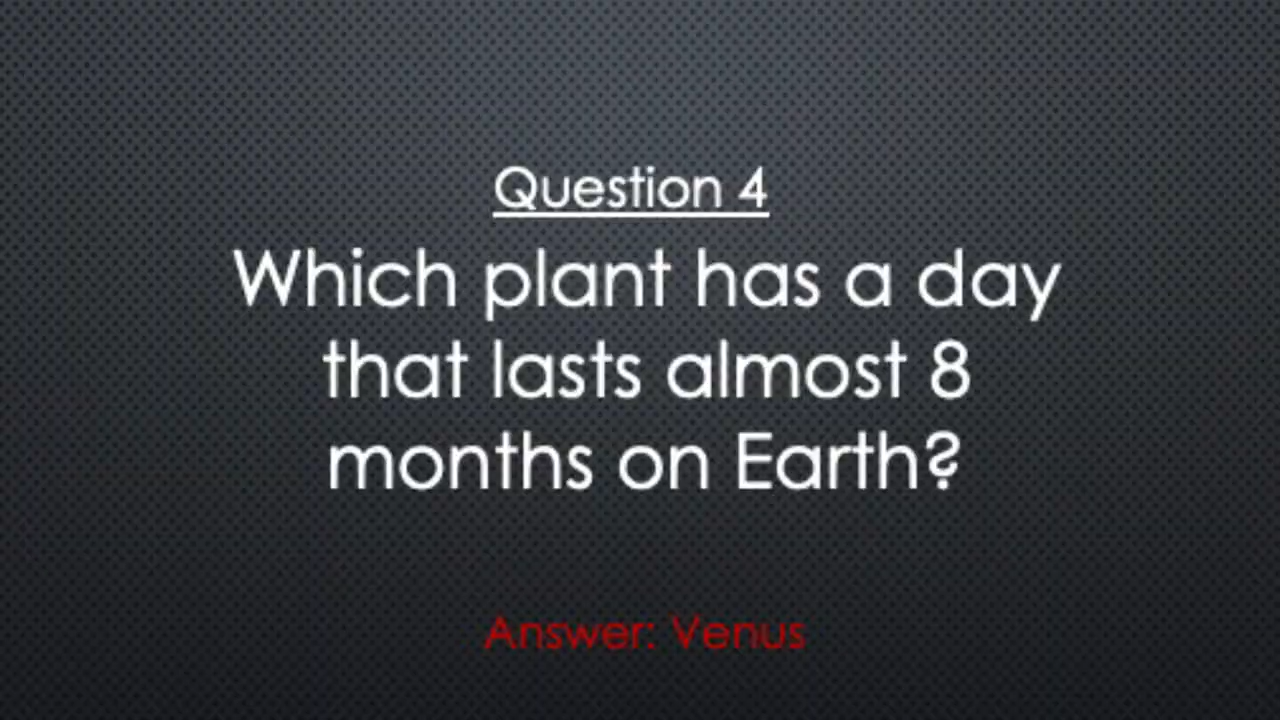 Question 4
Which plant has a day
that lasts almost 8
months on Earth?
Answer: Venus